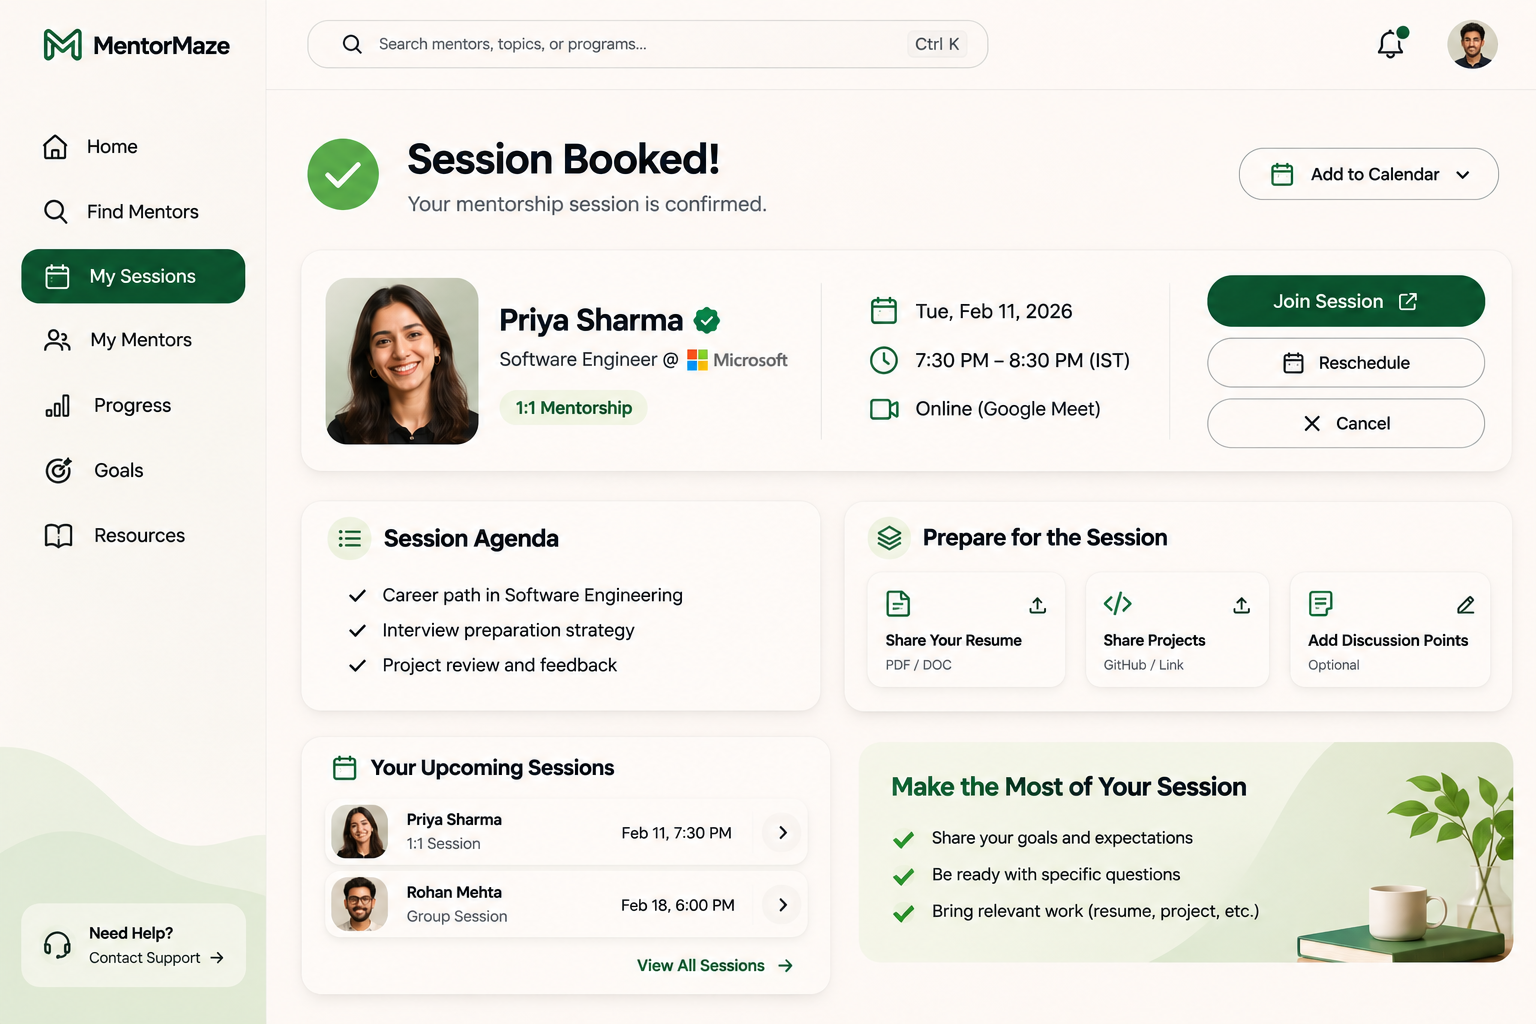 MentorMaze
Search mentors, topics, or programs...
Ctrl K
Home
Find Mentors
My Sessions
My Mentors
Progress
Goals
Resources
Need Help?
Contact Support →
Session Booked!
Your mentorship session is confirmed.
Add to Calendar
Priya Sharma
Software Engineer @ Microsoft
1:1 Mentorship
Tue, Feb 11, 2026
7:30 PM – 8:30 PM (IST)
Online (Google Meet)
Join Session
Reschedule
Cancel
Session Agenda
Career path in Software Engineering
Interview preparation strategy
Project review and feedback
Prepare for the Session
Share Your Resume
PDF / DOC
Share Projects
GitHub / Link
Add Discussion Points
Optional
Your Upcoming Sessions
Priya Sharma
1:1 Session
Feb 11, 7:30 PM
Rohan Mehta
Group Session
Feb 18, 6:00 PM
View All Sessions →
Make the Most of Your Session
Share your goals and expectations
Be ready with specific questions
Bring relevant work (resume, project, etc.)